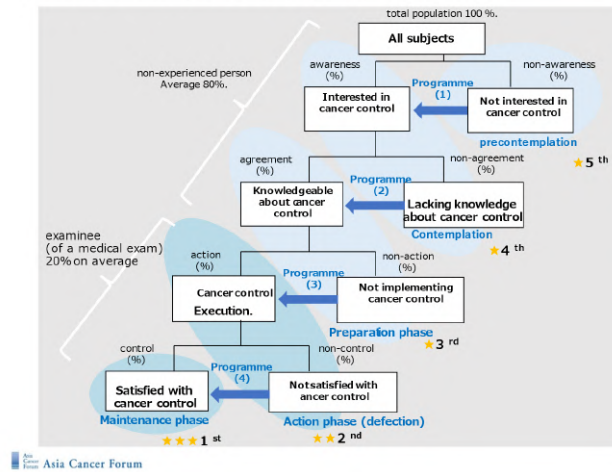 total population 100 %.
All subjects
awareness
(%)
non-awareness
(%)
non-experienced person
Average 80%.
Programme
(1)
Interested in
cancer control
Not interested in
cancer control
precontemplation
★5 th
agreement
(%)
non-agreement
(%)
Programme
(2)
Knowledgeable
about cancer
control
Lacking knowledge
about cancer control
Contemplation
★4 th
examinee
(of a medical exam)
20% on average
action
(%)
non-action
(%)
Programme
(3)
Cancer control
Execution.
Not implementing
cancer control
Preparation phase
★3 rd
control
(%)
non-control
(%)
Programme
(4)
Satisfied with
cancer control
Not satisfied with
ancer control
Maintenance phase
★★★1 st
Action phase (defection)
★★2 nd
Asia
Cancer
Forum
Asia Cancer Forum